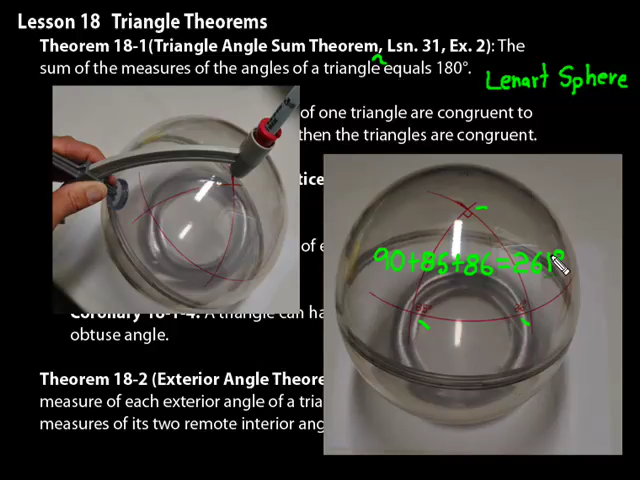 Lesson 18 Triangle Theorems
Theorem 18-1(Triangle Angle Sum Theorem, Lsn. 31, Ex. 2): The
sum of the measures of the angles of a triangle equals 180°.
Lenart Sphere
of one triangle are congruent to
then the triangles are congruent.
of e
90+85+86=261°
Corollary 18-1-4: A triangle can ha
obtuse angle.
Theorem 18-2 (Exterior Angle Theore
measure of each exterior angle of a tria
measures of its two remote interior ang